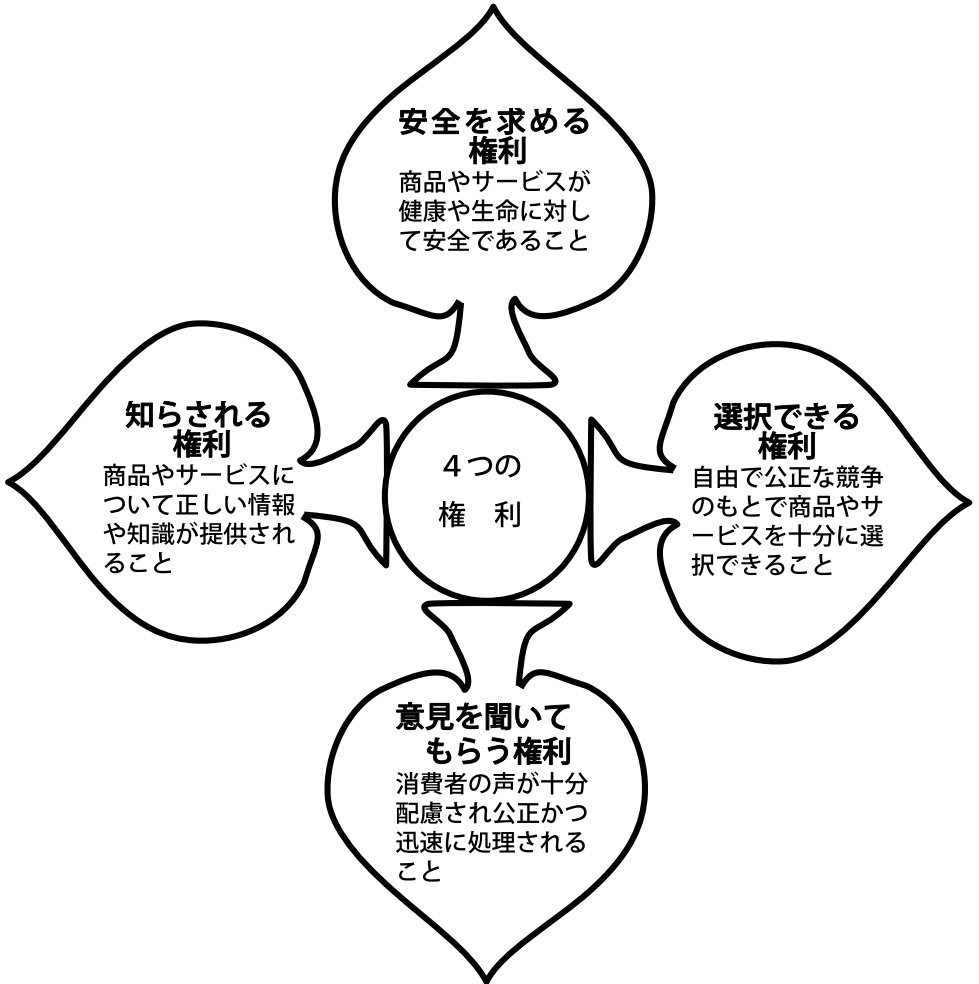 安全を求める
権利
商品やサービスが
健康や生命に対し
て安全であること
知らされる
権利
商品やサービスに
ついて正しい情報
や知識が提供され
ること
４つの
権　利
選択できる
権利
自由で公正な競争
のもとで商品やサ
ービスを十分に選
択できること
意見を聞いて
もらう権利
消費者の声が十分
配慮され公正かつ
迅速に処理される
こと